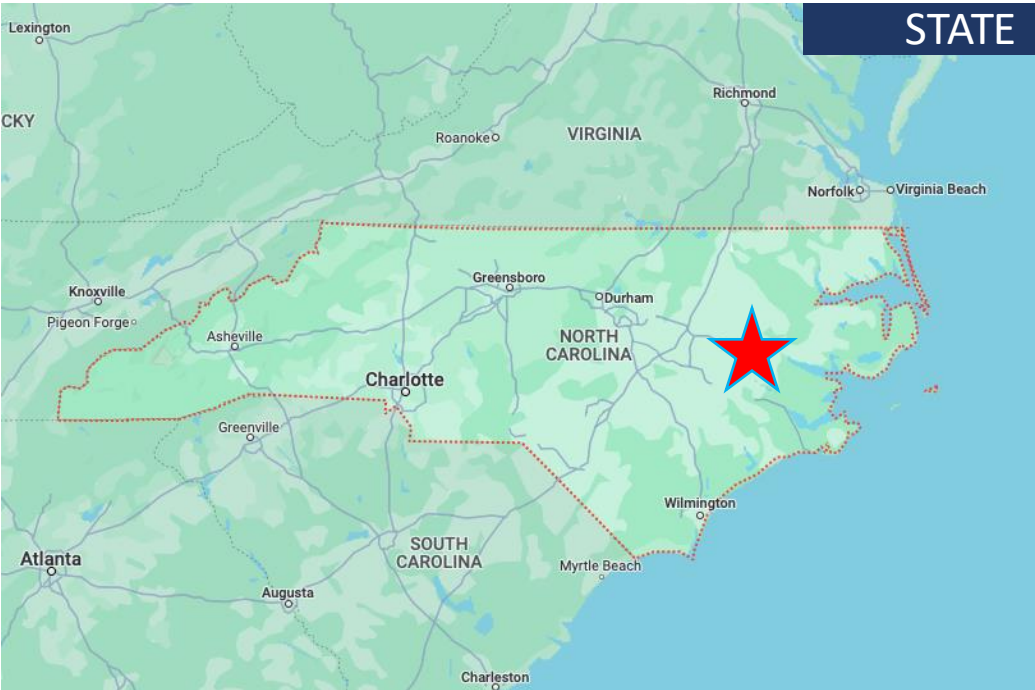 STATE
Lexington
CKY
Richmond
Roanoke
VIRGINIA
Norfolk
Virginia Beach
Greensboro
Knoxville
Durham
Pigeon Forge
Asheville
NORTH
CAROLINA
Charlotte
Greenville
Wilmington
SOUTH
CAROLINA
Atlanta
Myrtle Beach
Augusta
Charleston